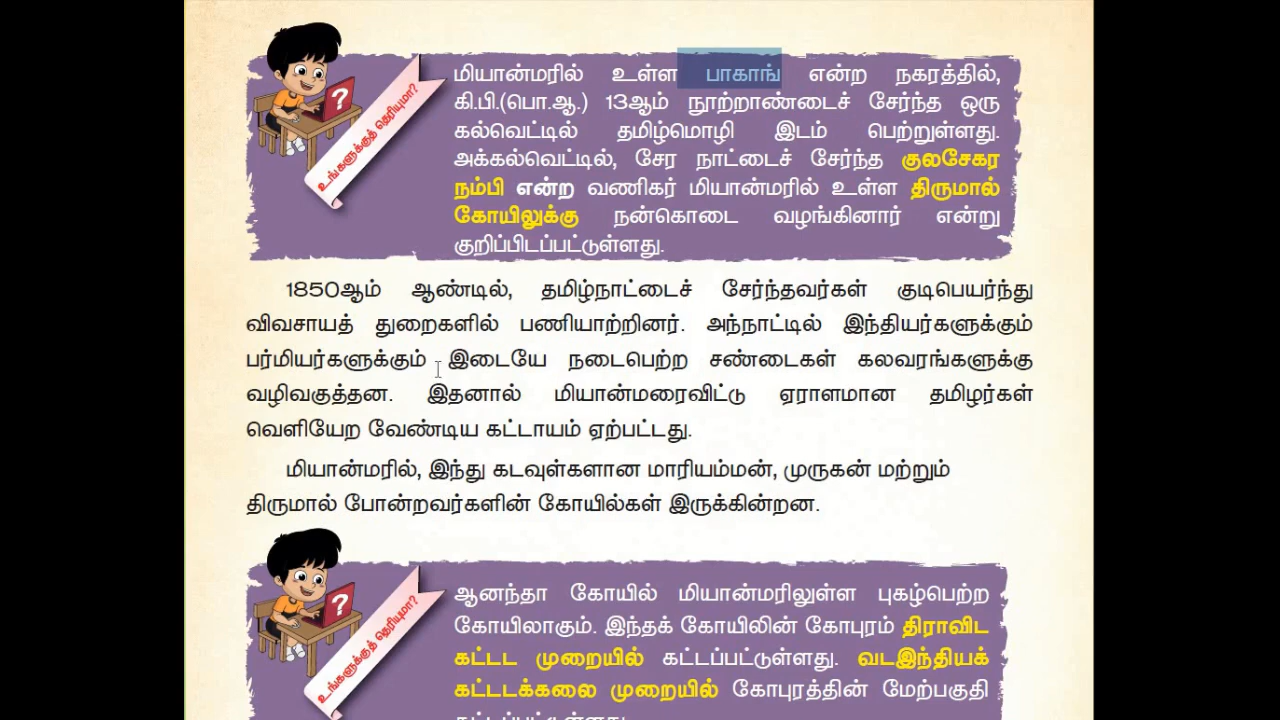 உங்களுக்குத் தெரியுமா?
மியான்மரில் உள்ள பாகாங் என்ற நகரத்தில்,
கி.பி.(பொ.ஆ.) 13ஆம் நூற்றாண்டைச் சேர்ந்த ஒரு
கல்வெட்டில் தமிழ்மொழி இடம் பெற்றுள்ளது.
அக்கல்வெட்டில், சேர நாட்டைச் சேர்ந்த குலசேகர
நம்பி என்ற வணிகர் மியான்மரில் உள்ள திருமால்
கோயிலுக்கு நன்கொடை வழங்கினார் என்று
குறிப்பிடப்பட்டுள்ளது.
1850ஆம் ஆண்டில், தமிழ்நாட்டைச் சேர்ந்தவர்கள் குடிபெயர்ந்து
விவசாயத் துறைகளில் பணியாற்றினர். அந்நாட்டில் இந்தியர்களுக்கும்
பர்மியர்களுக்கும் இடையே நடைபெற்ற சண்டைகள் கலவரங்களுக்கு
வழிவகுத்தன. இதனால் மியான்மரைவிட்டு ஏராளமான தமிழர்கள்
வெளியேற வேண்டிய கட்டாயம் ஏற்பட்டது.
மியான்மரில், இந்து கடவுள்களான மாரியம்மன், முருகன் மற்றும்
திருமால் போன்றவர்களின் கோயில்கள் இருக்கின்றன.
உங்களுக்குத் தெரியுமா?
ஆனந்தா கோயில் மியான்மரிலுள்ள புகழ்பெற்ற
கோயிலாகும். இந்தக் கோயிலின் கோபுரம் திராவிட
கட்டட முறையில் கட்டப்பட்டுள்ளது. வடஇந்தியக்
கட்டடக்கலை முறையில் கோபுரத்தின் மேற்பகுதி